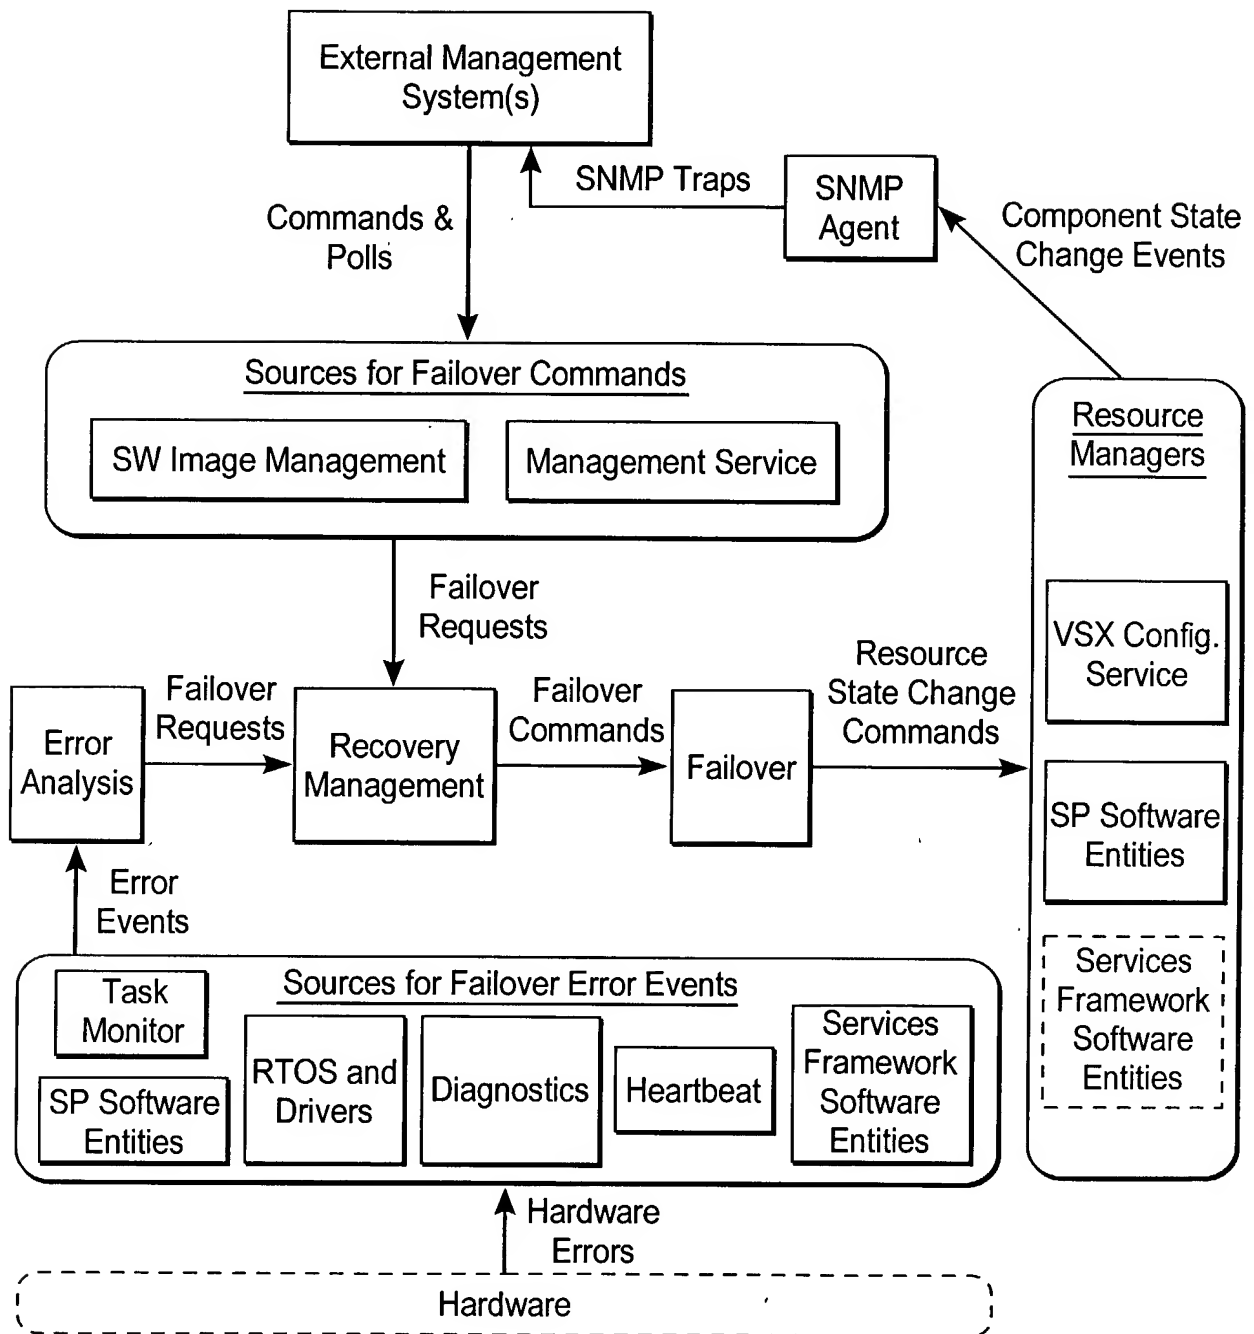 External Management
System(s)
SNMP Traps
SNMP
Agent
Component State
Change Events
Commands &
Polls
Sources for Failover Commands
SW Image Management
Management Service
Resource
Managers
VSX Config.
Service
SP Software
Entities
Services
Framework
Software
Entities
Failover
Requests
Error
Analysis
Failover
Requests
Recovery
Management
Failover
Commands
Failover
Resource
State Change
Commands
Error
Events
Sources for Failover Error Events
Task
Monitor
SP Software
Entities
RTOS and
Drivers
Diagnostics
Heartbeat
Services
Framework
Software
Entities
Hardware
Errors
Hardware